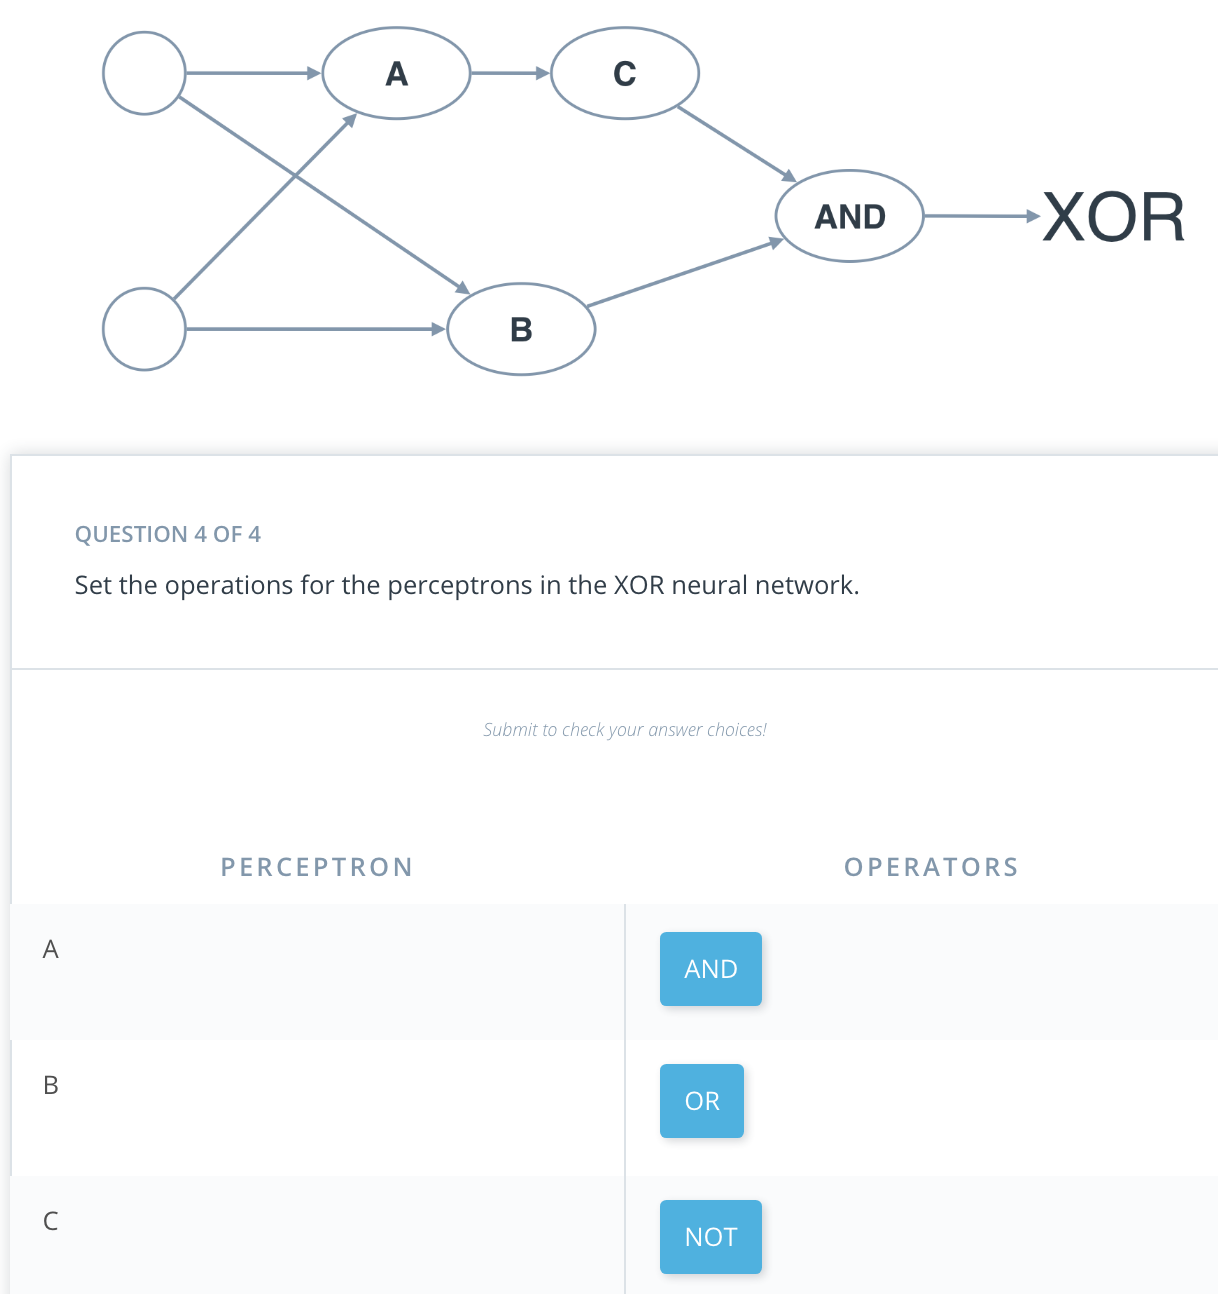 A
C
AND
XOR
B
QUESTION 4 OF 4
Set the operations for the perceptrons in the XOR neural network.
Submit to check your answer choices!
PERCEPTRON
OPERATORS
A
AND
B
OR
C
NOT